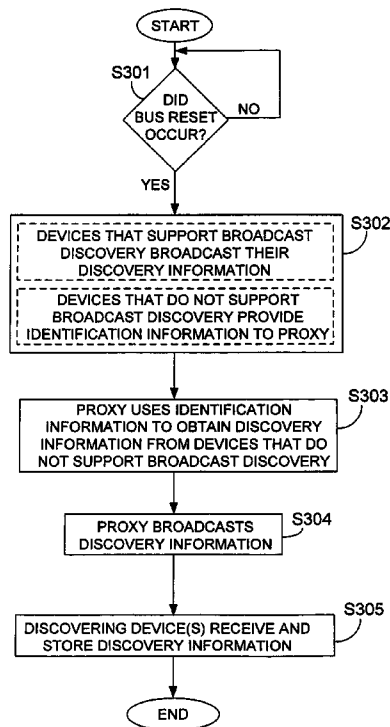 START
S301
DID
BUS RESET
OCCUR?
NO
YES
S302
DEVICES THAT SUPPORT BROADCAST
DISCOVERY BROADCAST THEIR
DISCOVERY INFORMATION
DEVICES THAT DO NOT SUPPORT
BROADCAST DISCOVERY PROVIDE
IDENTIFICATION INFORMATION TO PROXY
S303
PROXY USES IDENTIFICATION
INFORMATION TO OBTAIN DISCOVERY
INFORMATION FROM DEVICES THAT DO
NOT SUPPORT BROADCAST DISCOVERY
S304
PROXY BROADCASTS
DISCOVERY INFORMATION
S305
DISCOVERING DEVICE(S) RECEIVE AND
STORE DISCOVERY INFORMATION
END